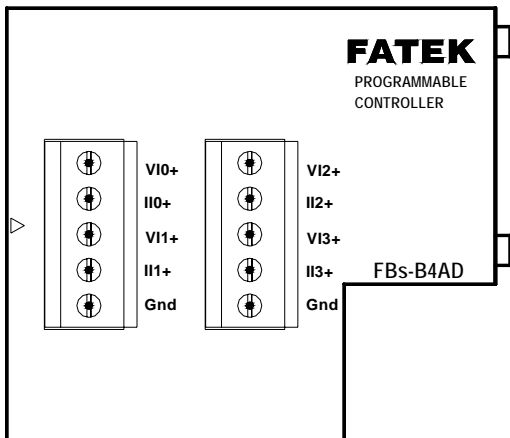 FATEK
PROGRAMMABLE
CONTROLLER
VI0+
II0+
VI1+
II1+
Gnd
VI2+
II2+
VI3+
II3+
Gnd
FBs-B4AD